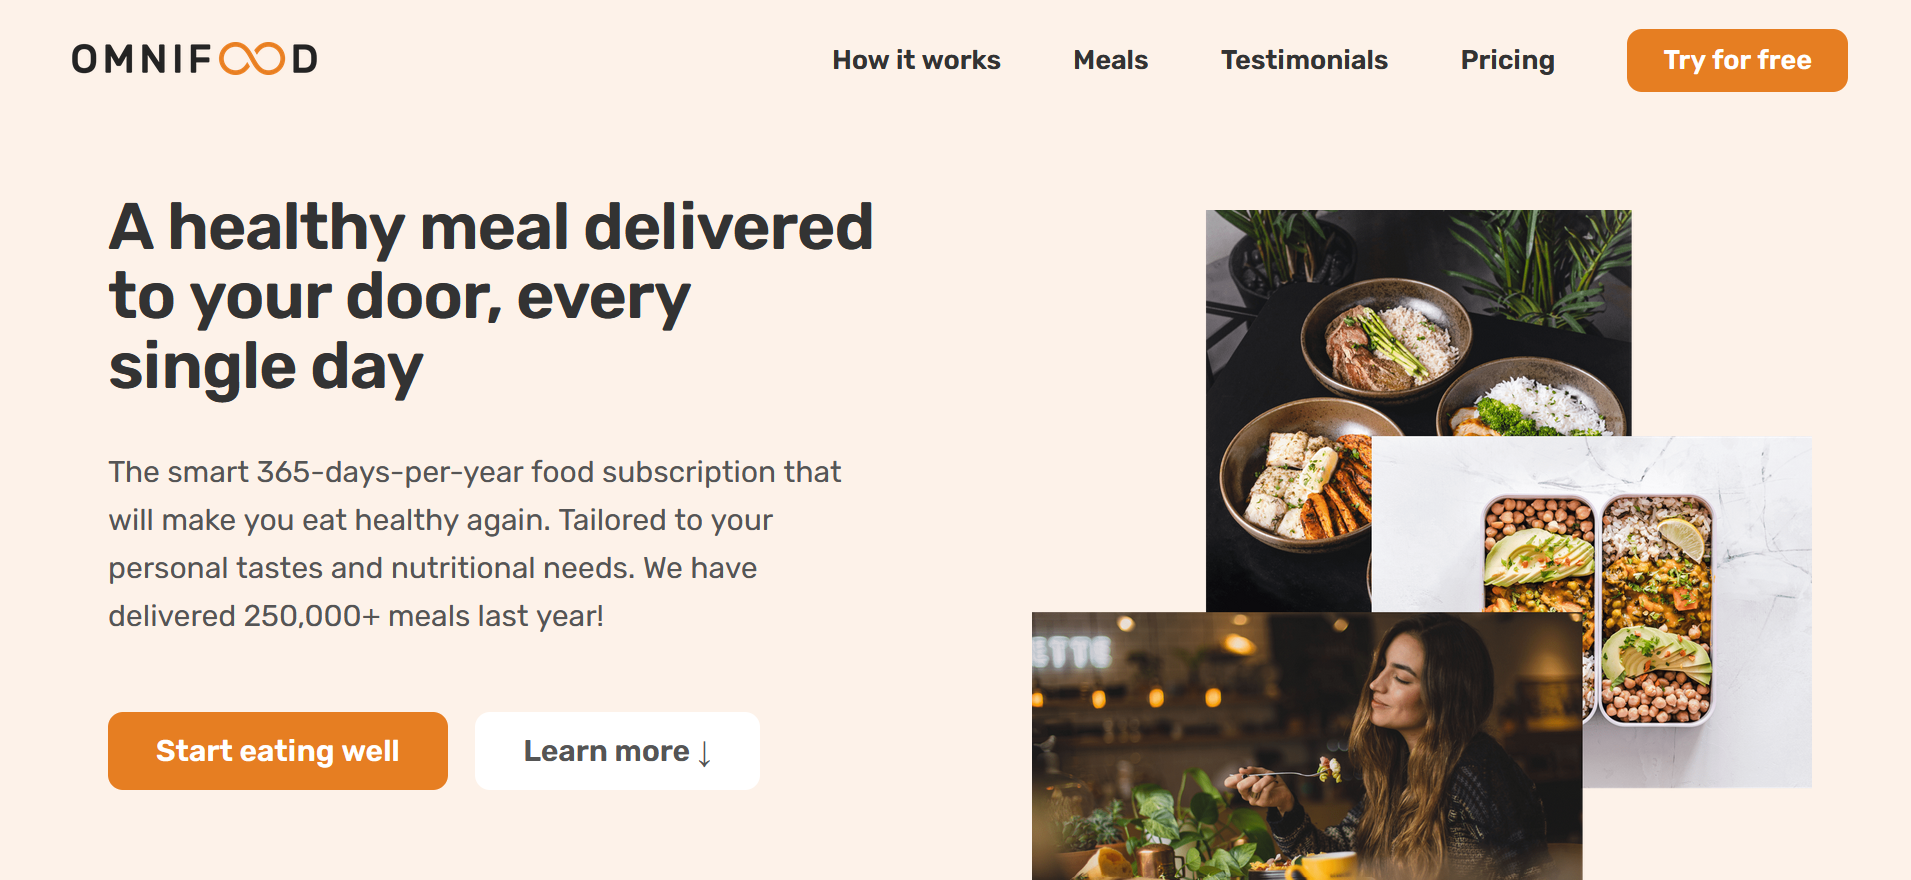 OMNIFOOD
How it works Meals Testimonials Pricing Try for free
A healthy meal delivered
to your door, every
single day
The smart 365-days-per-year food subscription that
will make you eat healthy again. Tailored to your
personal tastes and nutritional needs. We have
delivered 250,000+ meals last year!
Start eating well Learn more ↓
ETTE